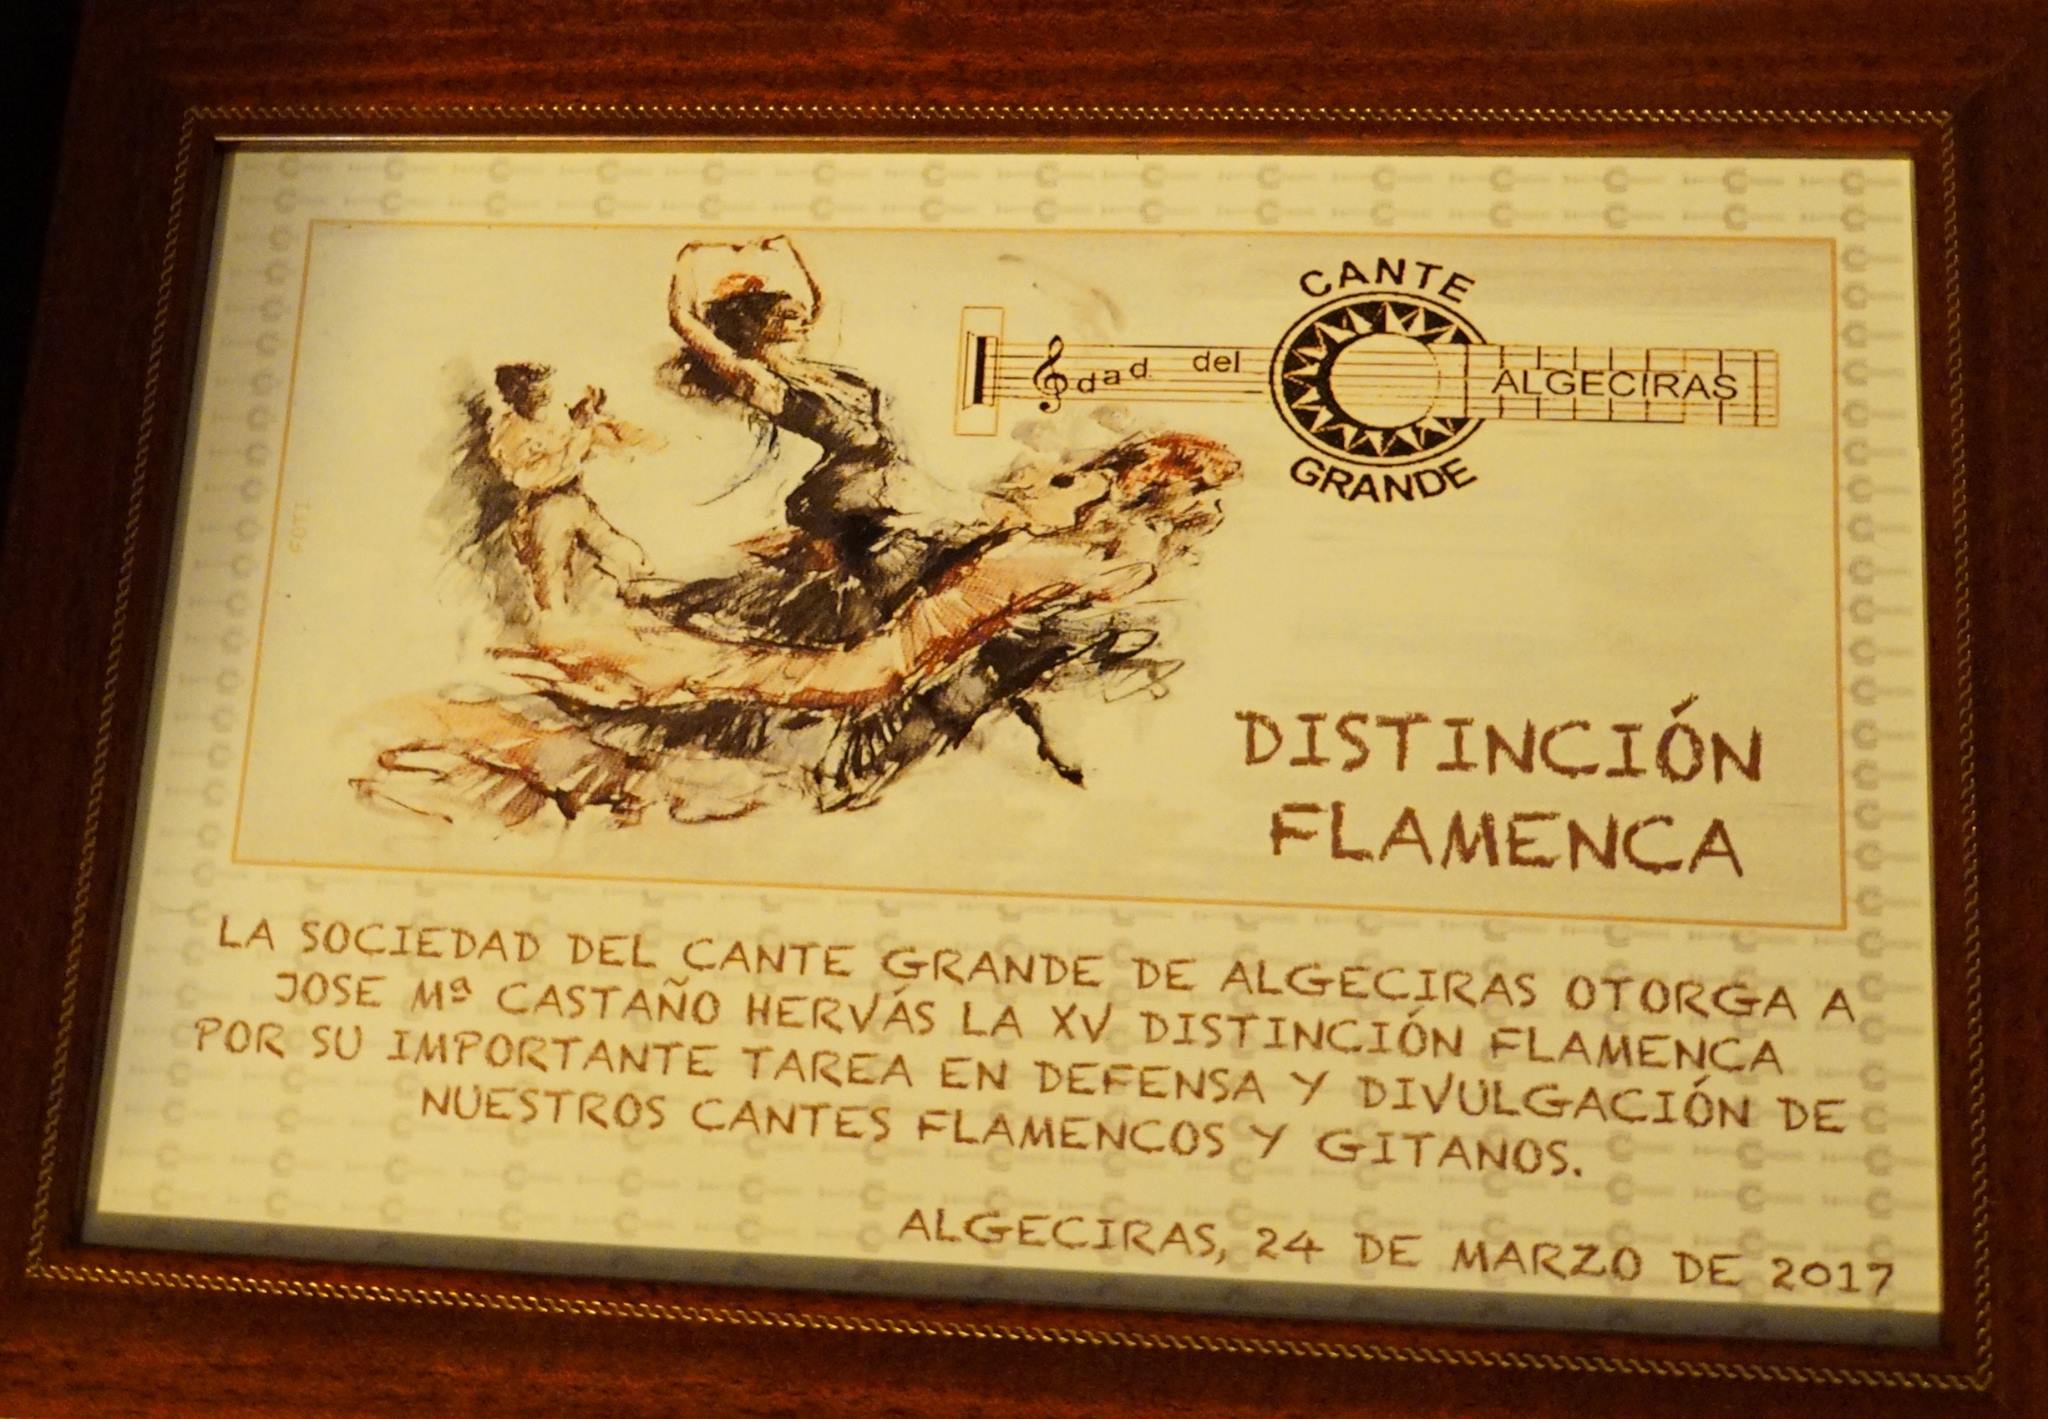 CANTE
dad del
ALGECIRAS
GRANDE
FOTI
DISTINCIÓN
FLAMENCA
LA SOCIEDAD DEL CANTE GRANDE DE ALGECIRAS OTORGA A
JOSE Mª CASTAÑO HERVÁS LA XV DISTINCIÓN FLAMENCA
POR SU IMPORTANTE TAREA EN DEFENSA Y DIVULGACIÓN DE
NUESTROS CANTES FLAMENCOS Y GITANOS.
ALGECIRAS, 24 DE MARZO DE 2017